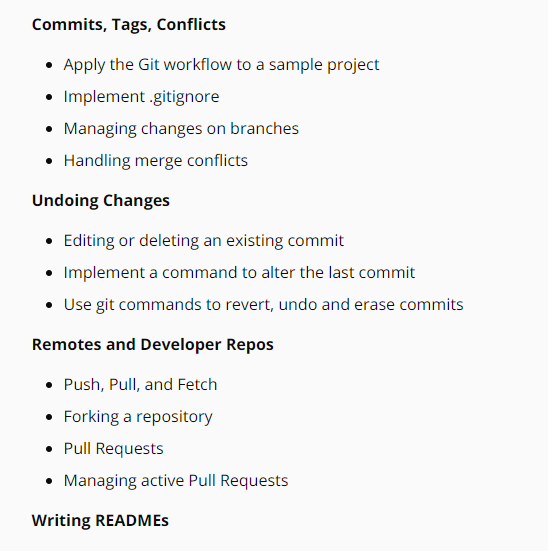 Commits, Tags, Conflicts
• Apply the Git workflow to a sample project
• Implement .gitignore
• Managing changes on branches
• Handling merge conflicts
Undoing Changes
• Editing or deleting an existing commit
• Implement a command to alter the last commit
• Use git commands to revert, undo and erase commits
Remotes and Developer Repos
• Push, Pull, and Fetch
• Forking a repository
• Pull Requests
• Managing active Pull Requests
Writing READMEs